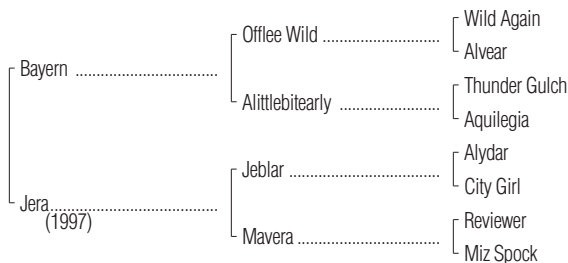 Wild Again
Offlee Wild ..............................
Alvear
Bayern ....................................
Thunder Gulch
Alittlebitearly .........................
Aquilegia
Alydar
Jeblar ......................................
City Girl
Jera..........................................
(1997)
Reviewer
Mavera ....................................
Miz Spock